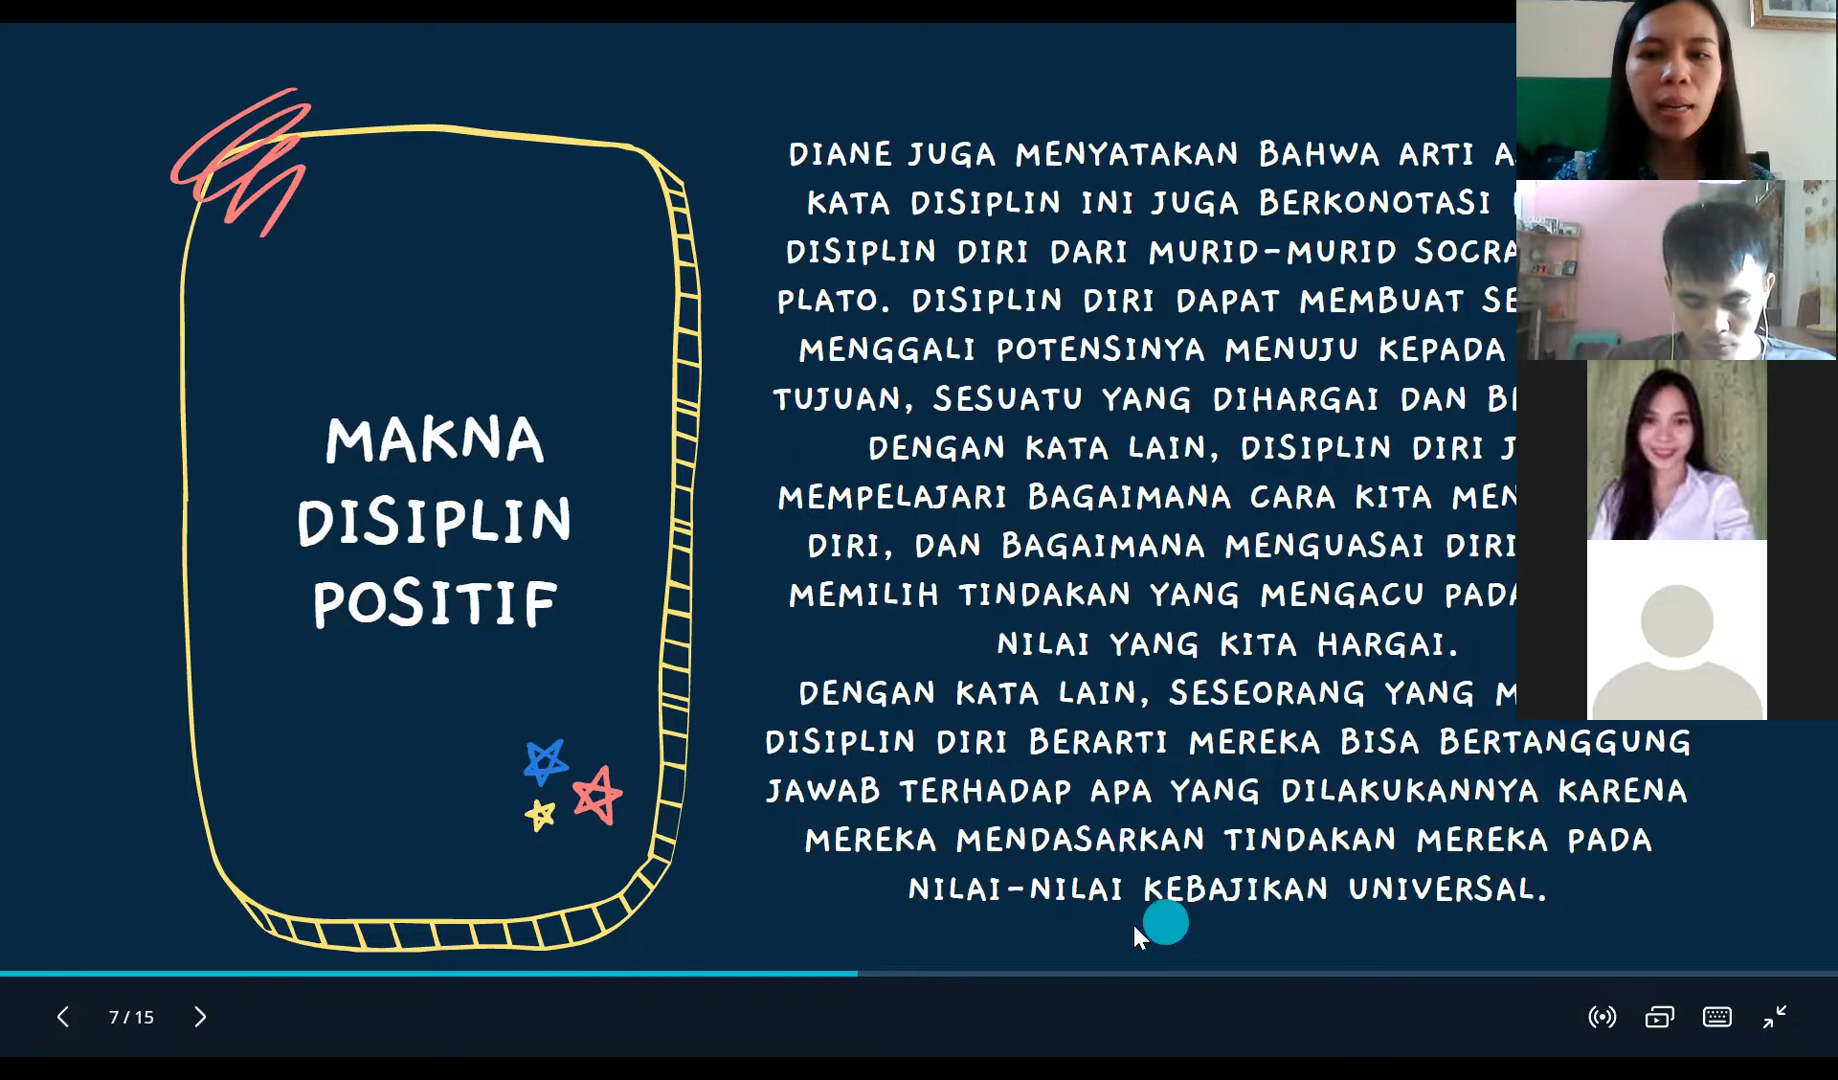 MAKNA
DISIPLIN
POSITIF
DIANE JUGA MENYATAKAN BAHWA ARTI
KATA DISIPLIN INI JUGA BERKONOTASI
DISIPLIN DIRI DARI MURID-MURID
PLATO. DISIPLIN DIRI DAPAT MEMBUAT
MENGGALI POTENSINYA MENUJU KEPADA
TUJUAN, SESUATU YANG DIHARGAI DAN
DENGAN KATA LAIN, DISIPLIN DIRI
MEMPELAJARI BAGAIMANA CARA KITA
DIRI, DAN BAGAIMANA MENGUASAI DIRI
MEMILIH TINDAKAN YANG MENGACU PADA
NILAI YANG KITA HARGAI.
DENGAN KATA LAIN, SESEORANG YANG
DISIPLIN DIRI BERARTI MEREKA BISA BERTANGGUNG
JAWAB TERHADAP APA YANG DILAKUKANNYA KARENA
MEREKA MENDASARKAN TINDAKAN MEREKA PADA
NILAI-NILAI KEBAJIKAN UNIVERSAL.
7 / 15